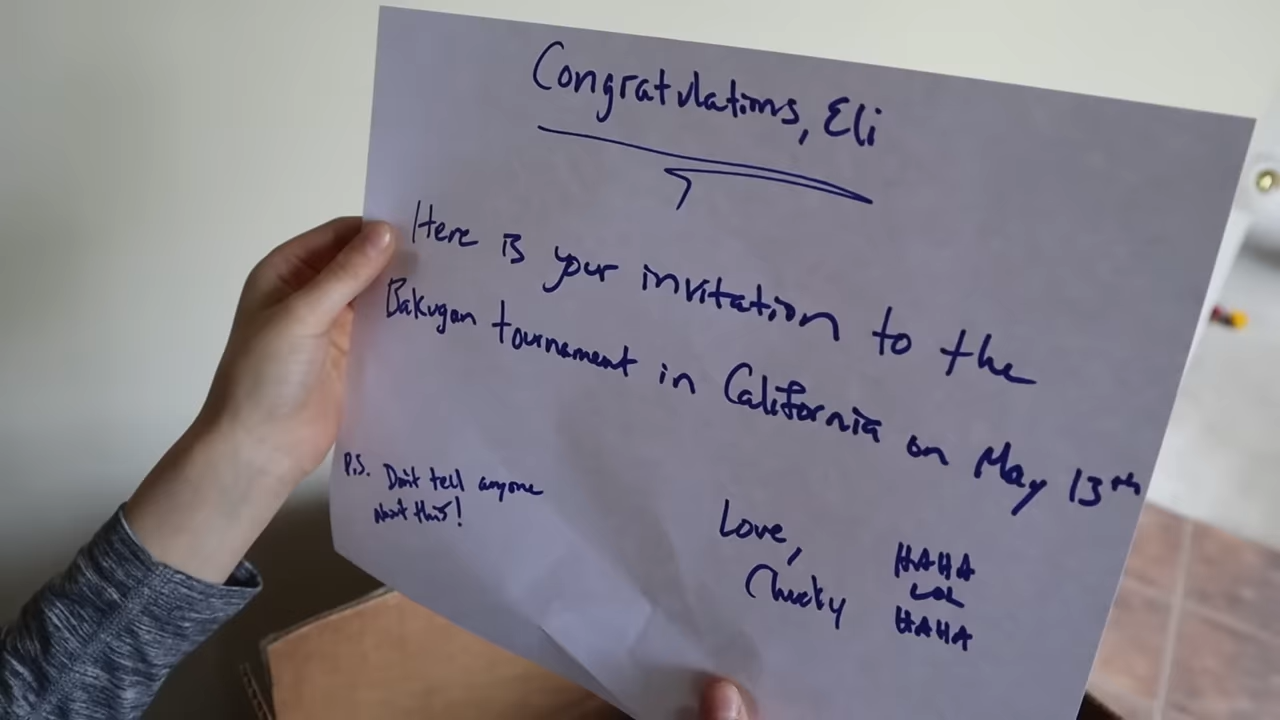 Congratulations, Eli
Here is your invitation to the
Bakugan tournament in California on May 13th
P.S. Don't tell anyone
about this!
Love,
Chucky
HAHA
LOL
HAHA